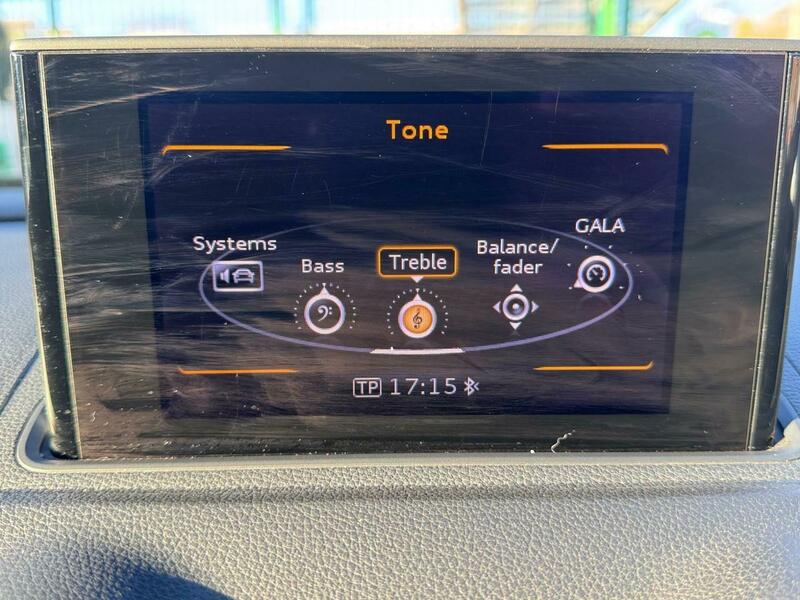 Tone
Systems
Bass
Treble
Balance/
fader
GALA
TP 17:15